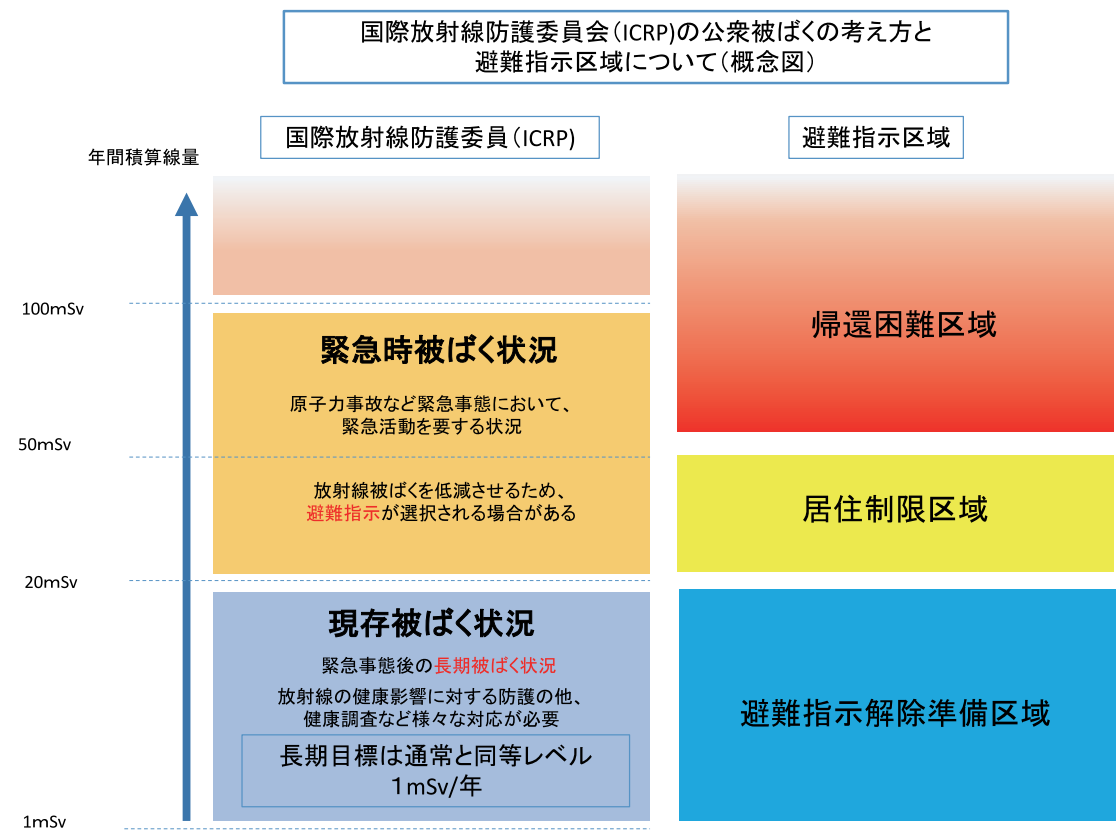 国際放射線防護委員会（ICRP)の公衆被ばくの考え方と
避難指示区域について（概念図）
国際放射線防護委員（ICRP)
避難指示区域
年間積算線量
100mSv
帰還困難区域
緊急時被ばく状況
原子力事故など緊急事態において、
緊急活動を要する状況
50mSv
放射線被ばくを低減させるため、
避難指示が選択される場合がある
居住制限区域
20mSv
現存被ばく状況
緊急事態後の長期被ばく状況
放射線の健康影響に対する防護の他、
健康調査など様々な対応が必要
避難指示解除準備区域
長期目標は通常と同等レベル
１mSv/年
1mSv